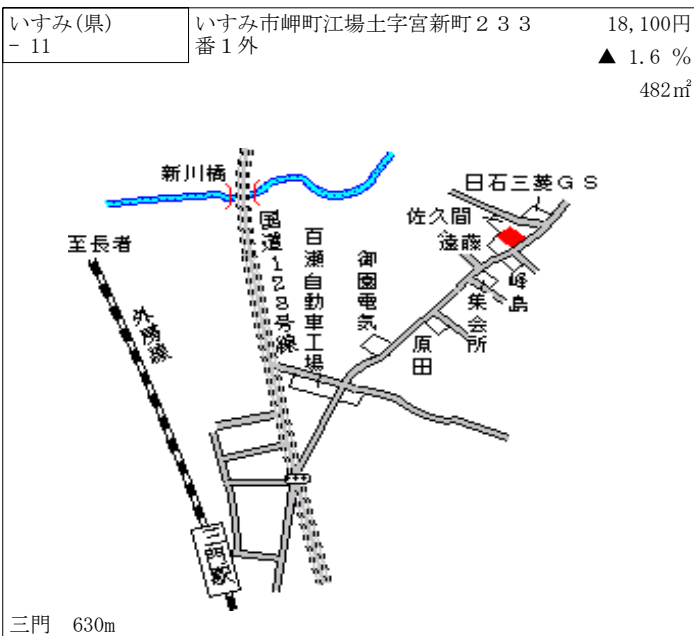 いすみ(県)
- 11
いすみ市岬町江場土字宮新町２３３
番１外
18,100円
▲ 1.6 %
482㎡
新川橋
日石三菱ＧＳ
佐久間
遠藤
至長者
国道１２８号線
百瀬自動車工場
御園電気
峰島
集会所
原田
外房線
三門駅
三門　630m